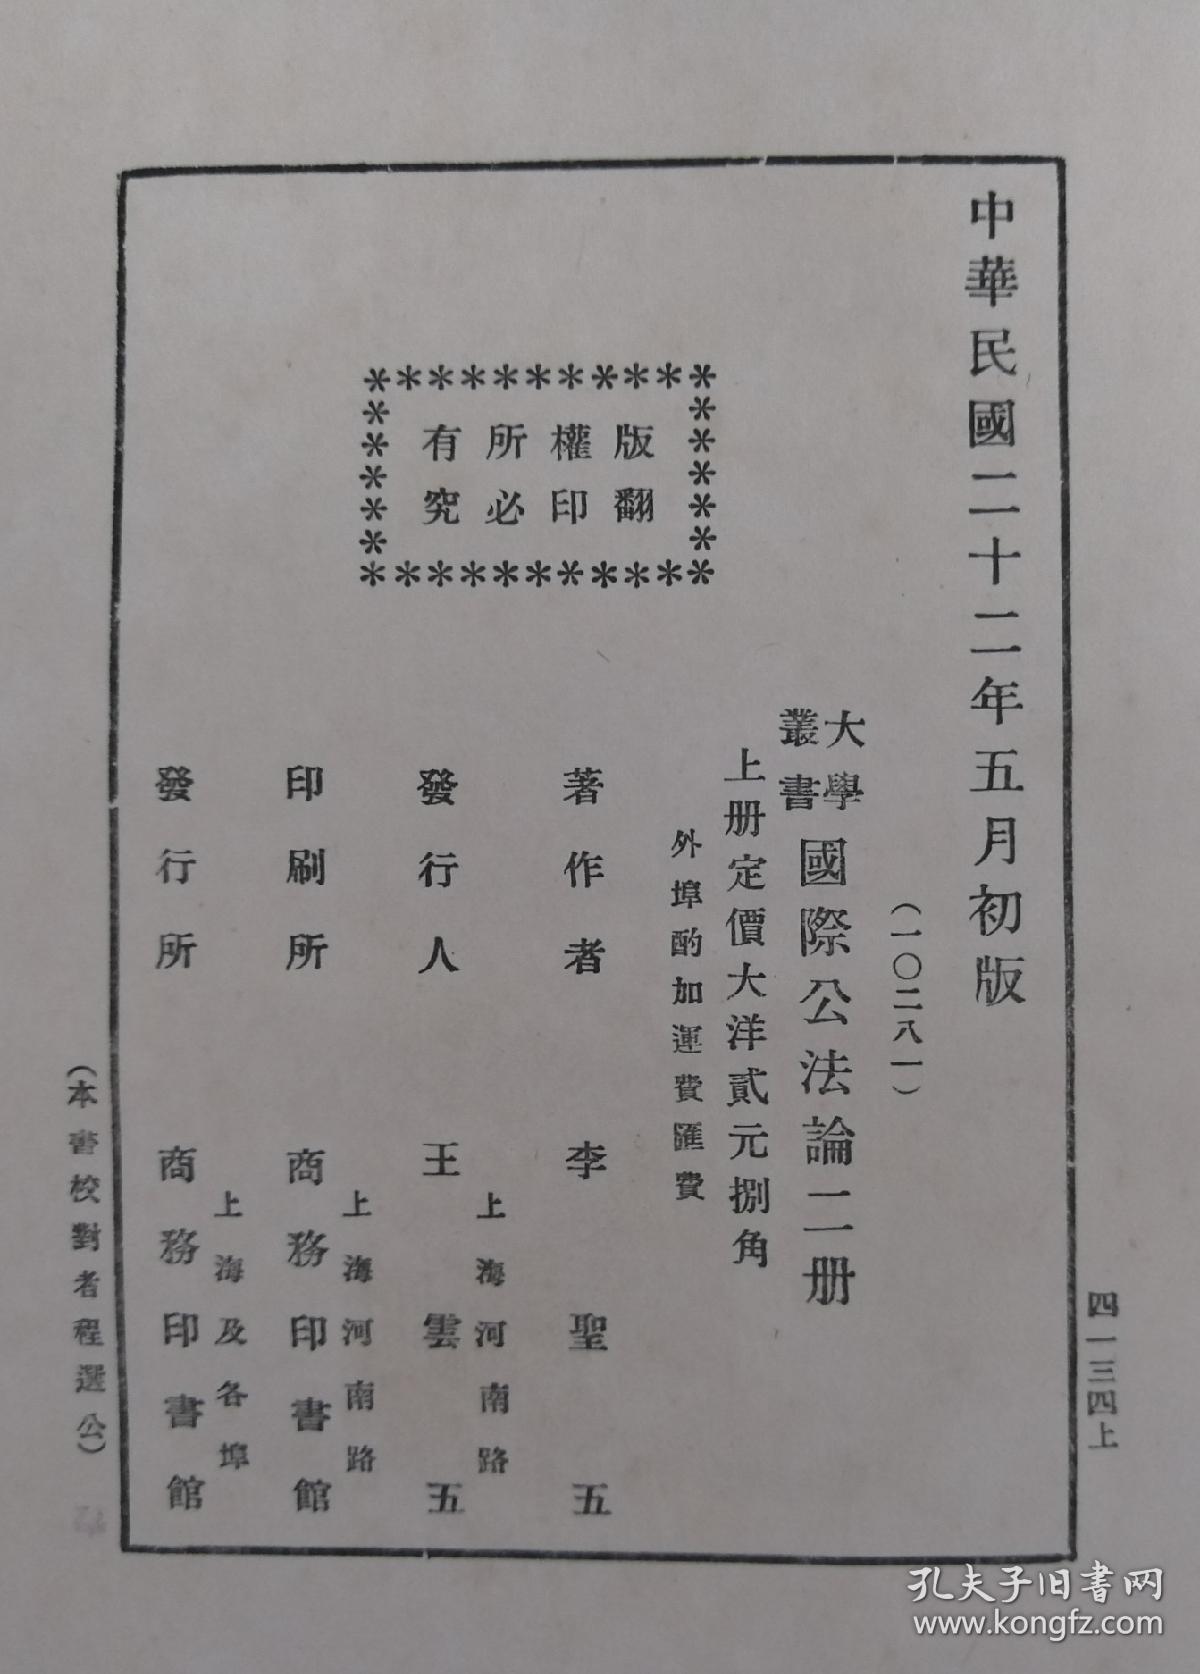 四一三四上
中華民國二十二年五月初版
(一〇二八一)
大學
叢書
國際公法論二册
上册定價大洋貳元捌角
外埠酌加運費匯費
版權所有
翻印必究
著作者 李聖五
上海河南路
發行人 王雲五
上海河南路
印刷所 商務印書館
上海及各埠
發行所 商務印書館
(本書校對者程選公)
孔夫子旧书网
www.kongfz.com